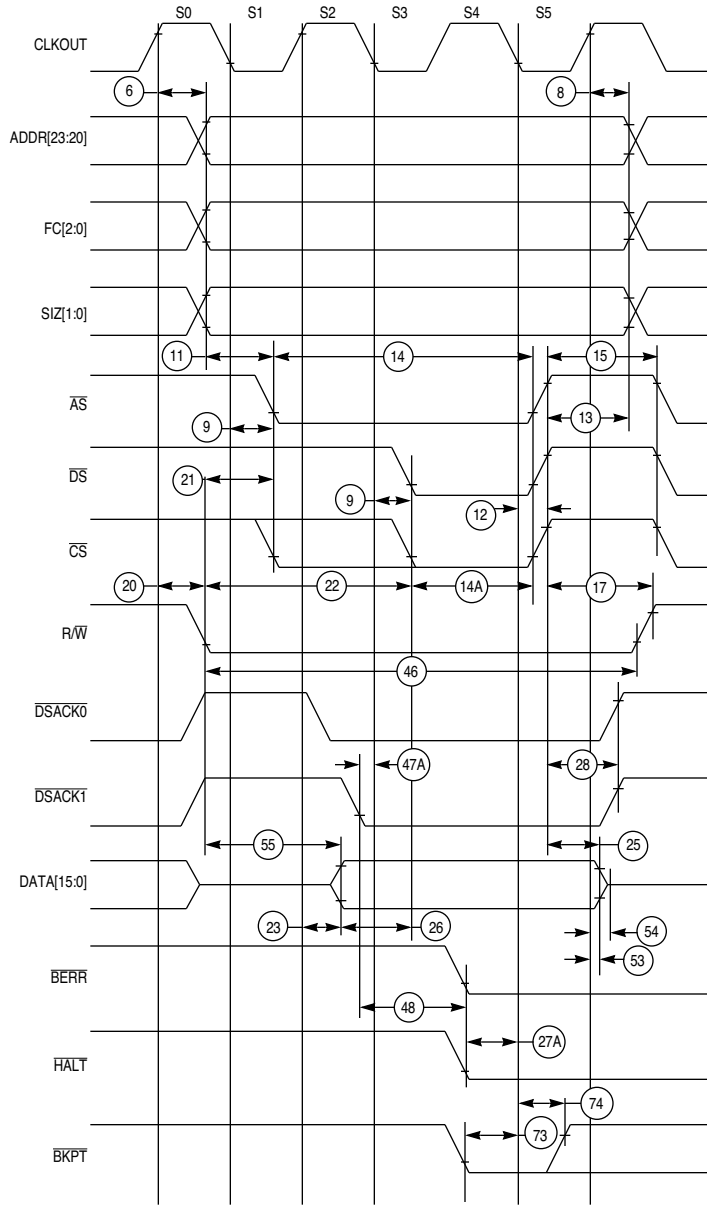 S0 S1 S2 S3 S4 S5
CLKOUT
6 8
ADDR[23:20]
FC[2:0]
SIZ[1:0]
11 14 15
AS
9 13
DS
21 9 12
CS
20 22 14A 17
R/W
46
DSACK0
47A 28
DSACK1
55 25
DATA[15:0]
23 26 54
53
BERR
48
27A
HALT
74
73
BKPT